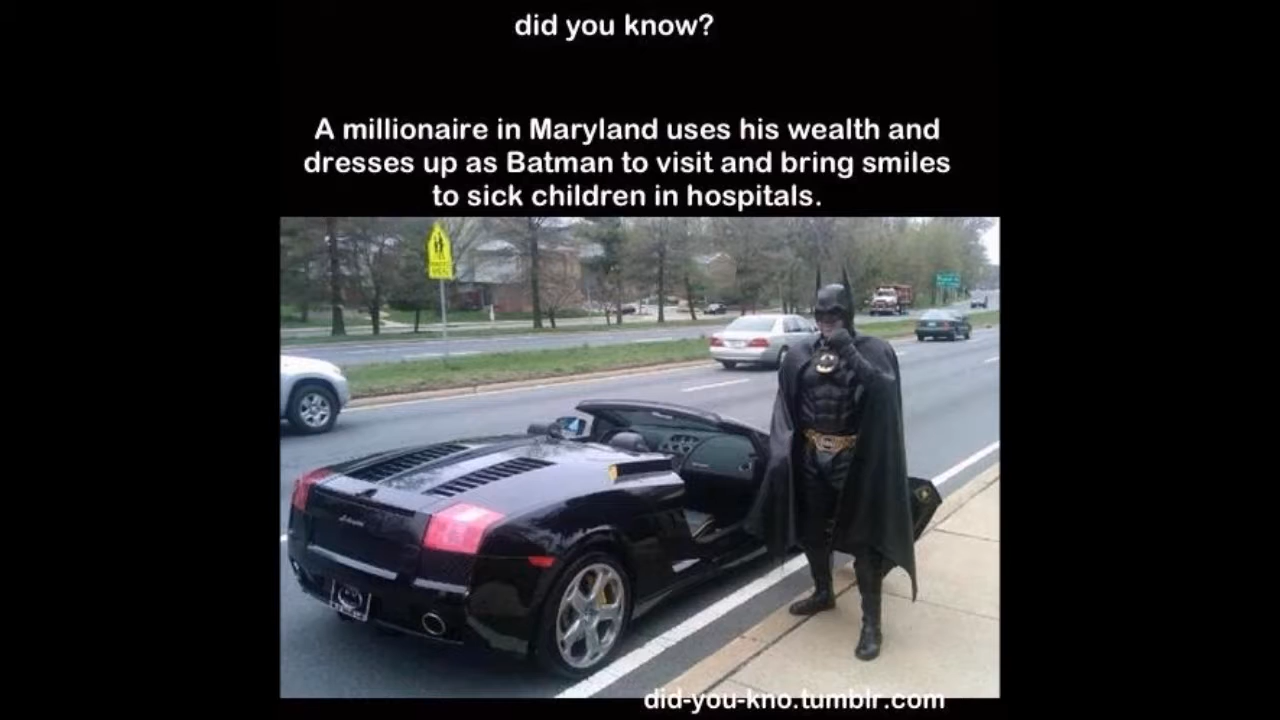 did you know?
A millionaire in Maryland uses his wealth and
dresses up as Batman to visit and bring smiles
to sick children in hospitals.
did-you-kno.tumblr.com